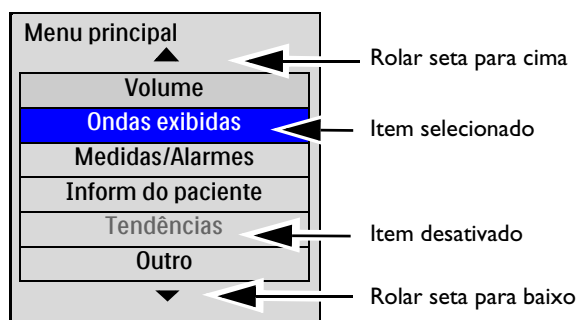 Menu principal
Rolar seta para cima
Volume
Ondas exibidas
Item selecionado
Medidas/Alarmes
Inform do paciente
Tendências
Item desativado
Outro
Rolar seta para baixo